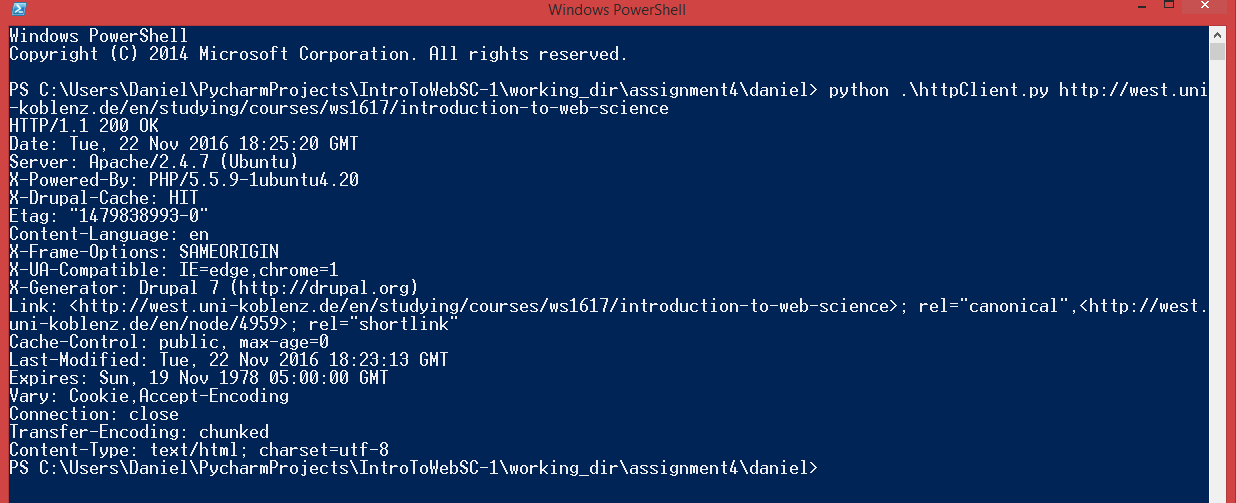 Windows PowerShell
Windows PowerShell
Copyright (C) 2014 Microsoft Corporation. All rights reserved.
PS C:\Users\Daniel\PycharmProjects\IntroToWebSC-1\working_dir\assignment4\daniel> python .\httpClient.py http://west.uni
-koblenz.de/en/studying/courses/ws1617/introduction-to-web-science
HTTP/1.1 200 OK
Date: Tue, 22 Nov 2016 18:25:20 GMT
Server: Apache/2.4.7 (Ubuntu)
X-Powered-By: PHP/5.5.9-1ubuntu4.20
X-Drupal-Cache: HIT
Etag: "1479838993-0"
Content-Language: en
X-Frame-Options: SAMEORIGIN
X-UA-Compatible: IE=edge,chrome=1
X-Generator: Drupal 7 (http://drupal.org)
Link: <http://west.uni-koblenz.de/en/studying/courses/ws1617/introduction-to-web-science>; rel="canonical",<http://west.
uni-koblenz.de/en/node/4959>; rel="shortlink"
Cache-Control: public, max-age=0
Last-Modified: Tue, 22 Nov 2016 18:23:13 GMT
Expires: Sun, 19 Nov 1978 05:00:00 GMT
Vary: Cookie,Accept-Encoding
Connection: close
Transfer-Encoding: chunked
Content-Type: text/html; charset=utf-8
PS C:\Users\Daniel\PycharmProjects\IntroToWebSC-1\working_dir\assignment4\daniel>